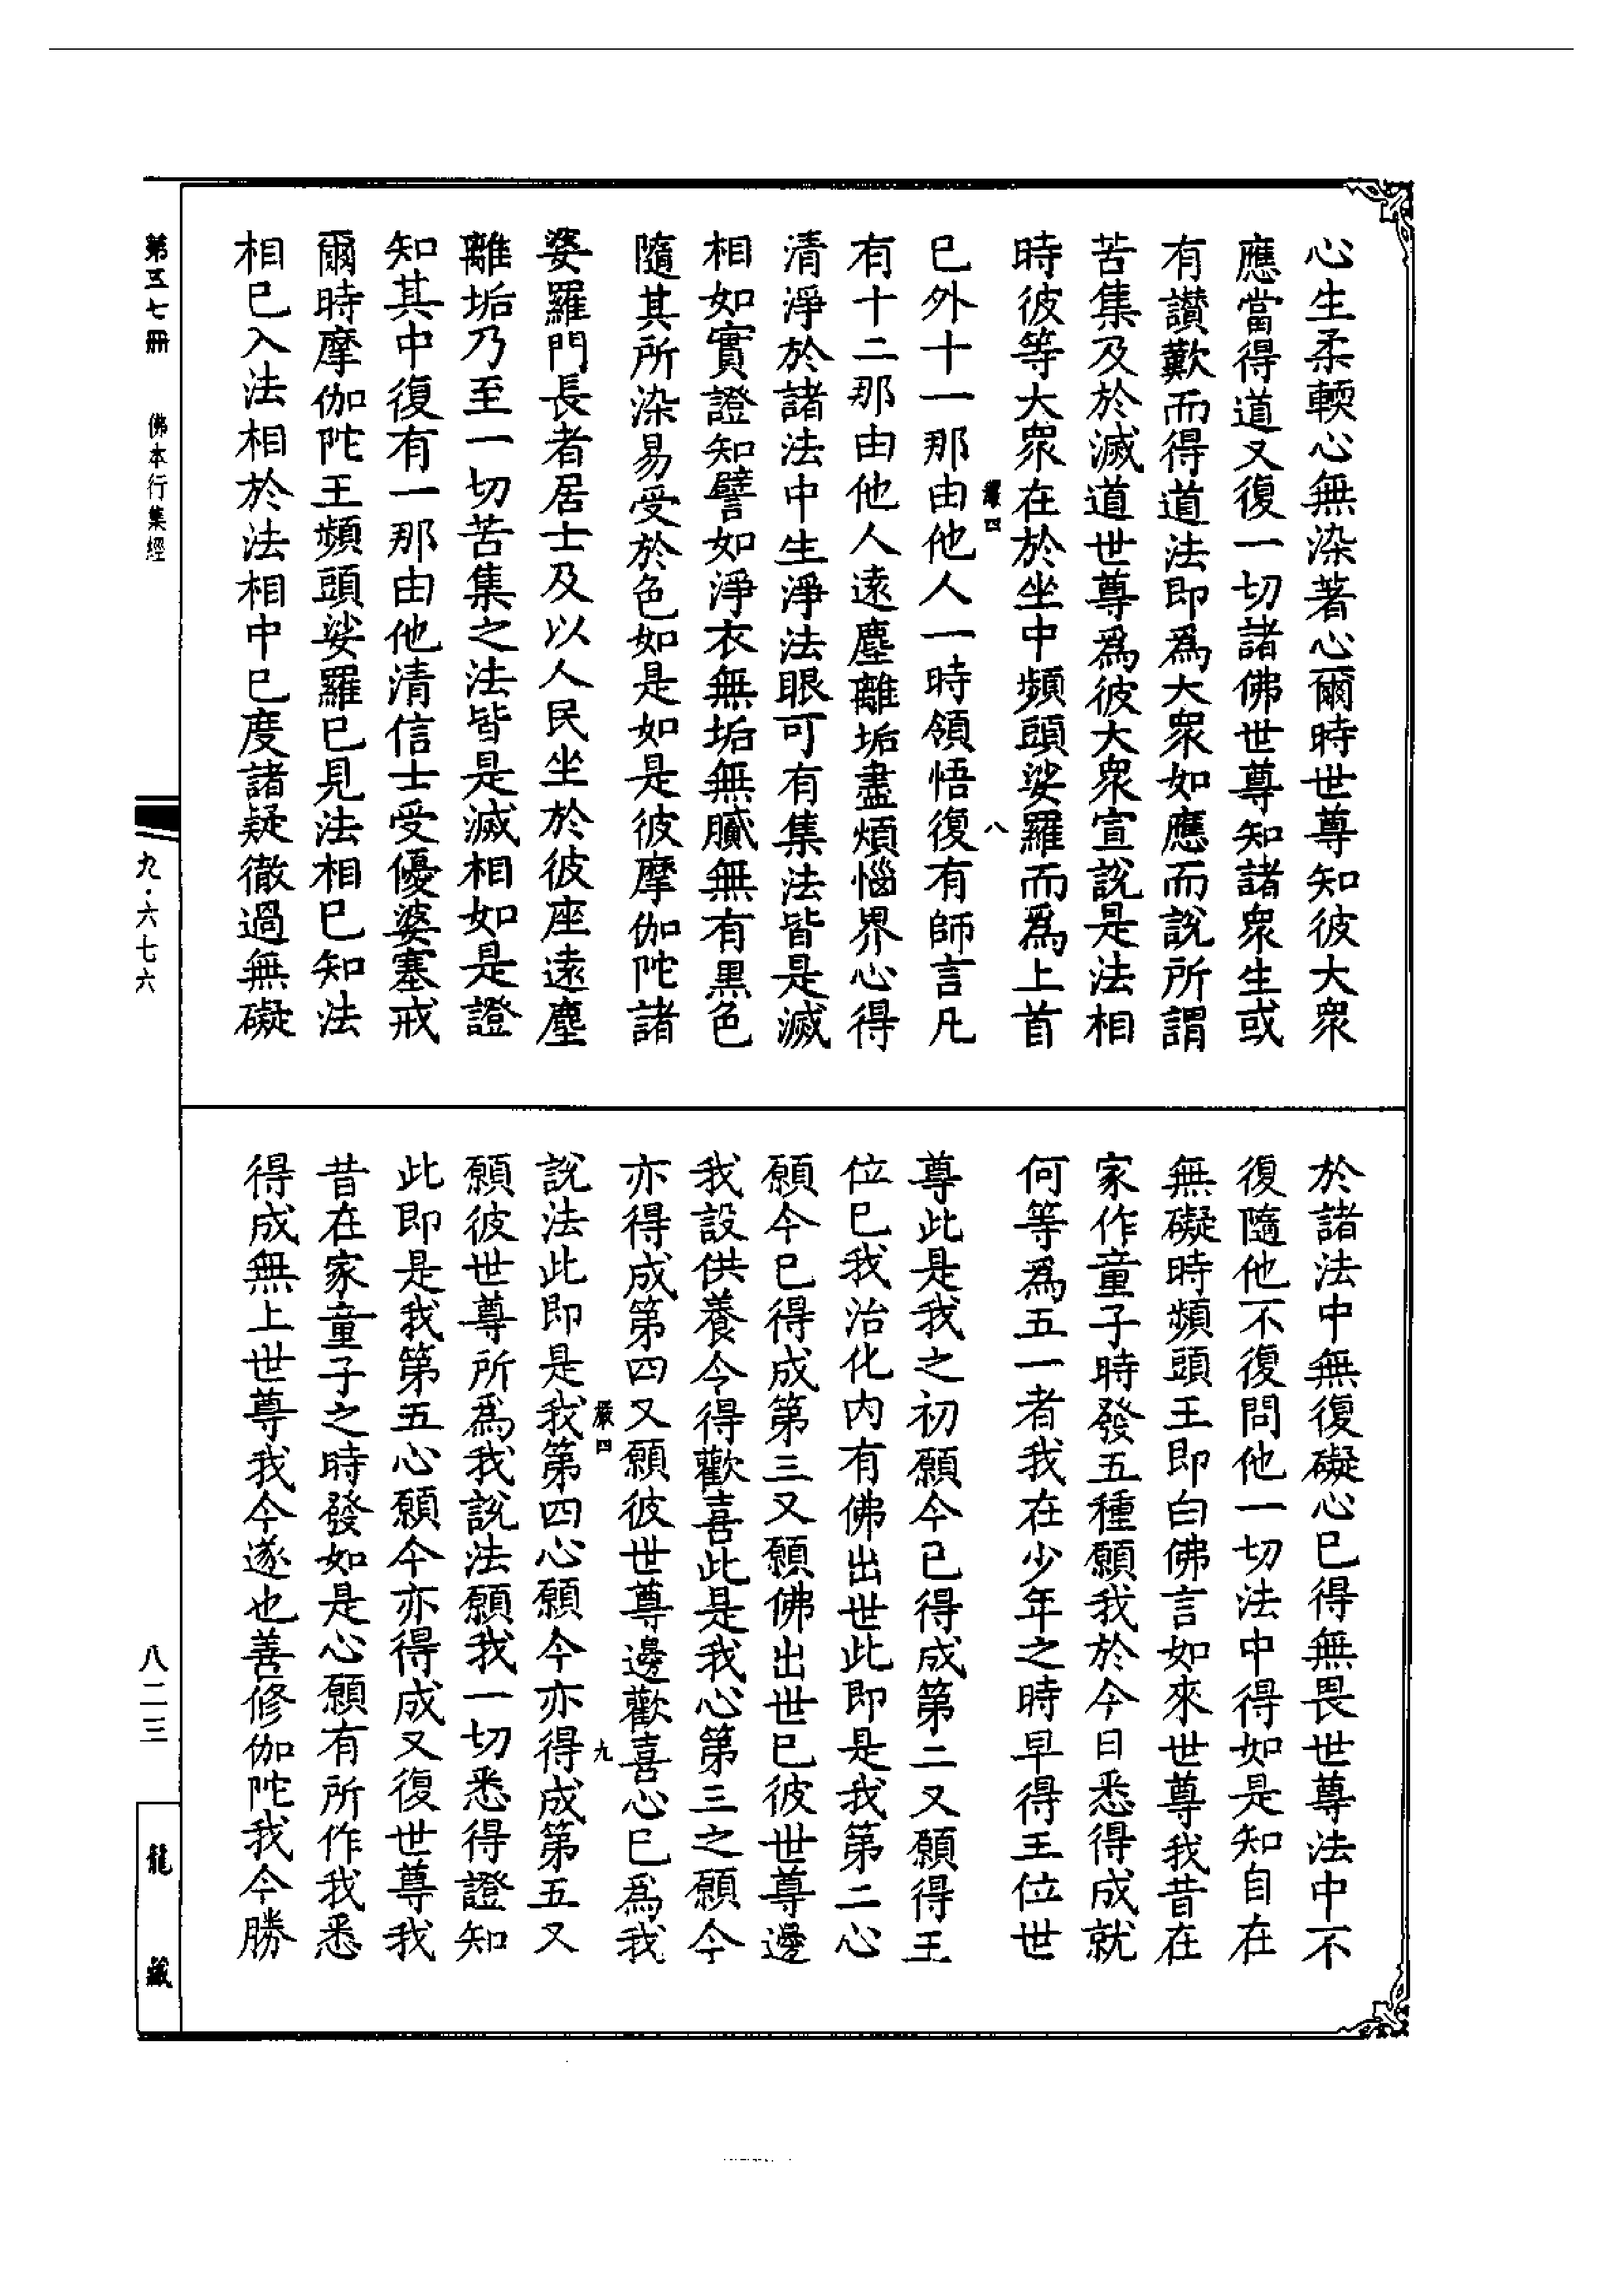 心生柔輭心無染著心爾時世尊知彼大眾
應當得道又復一切諸佛世尊知諸眾生或
有讚歎而得道法即爲大眾如應而說所謂
苦集及於滅道世尊爲彼大眾宣說是法相
時彼等大眾在於坐中頻頭娑羅而爲上首
嚴四
八
已外十一那由他人一時領悟復有師言凡
有十二那由他人遠塵離垢盡煩惱界心得
清淨於諸法中生淨法眼可有集法皆是滅
相如實證知譬如淨衣無垢無膩無有黑色
隨其所染易受於色如是如是彼摩伽陀諸
婆羅門長者居士及以人民坐於彼座遠塵
離垢乃至一切苦集之法皆是滅相如是證
知其中復有一那由他清信士受優婆塞戒
爾時摩伽陀王頻頭娑羅已見法相已知法
相已入法相於法相中已度諸疑徹過無礙
於諸法中無復礙心已得無畏世尊法中不
復隨他不復問他一切法中得如是知自在
無礙時頻頭王即白佛言如來世尊我昔在
家作童子時發五種願我於今日悉得成就
何等爲五一者我在少年之時早得王位世
尊此是我之初願今已得成第二又願得王
位已我治化內有佛出世此即是我第二心
願今已得成第三又願佛出世已彼世尊邊
我設供養今得歡喜此是我心第三之願今
亦得成第四又願彼世尊邊歡喜心已爲我
嚴四
九
說法此即是我第四心願今亦得成第五又
願彼世尊所爲我說法願我一切悉得證知
此即是我第五心願今亦得成又復世尊我
昔在家童子之時發如是心願有所作我悉
得成無上世尊我今遂也善修伽陀我今勝
第五七冊 佛本行集經
九·六七六
八二三
龍藏